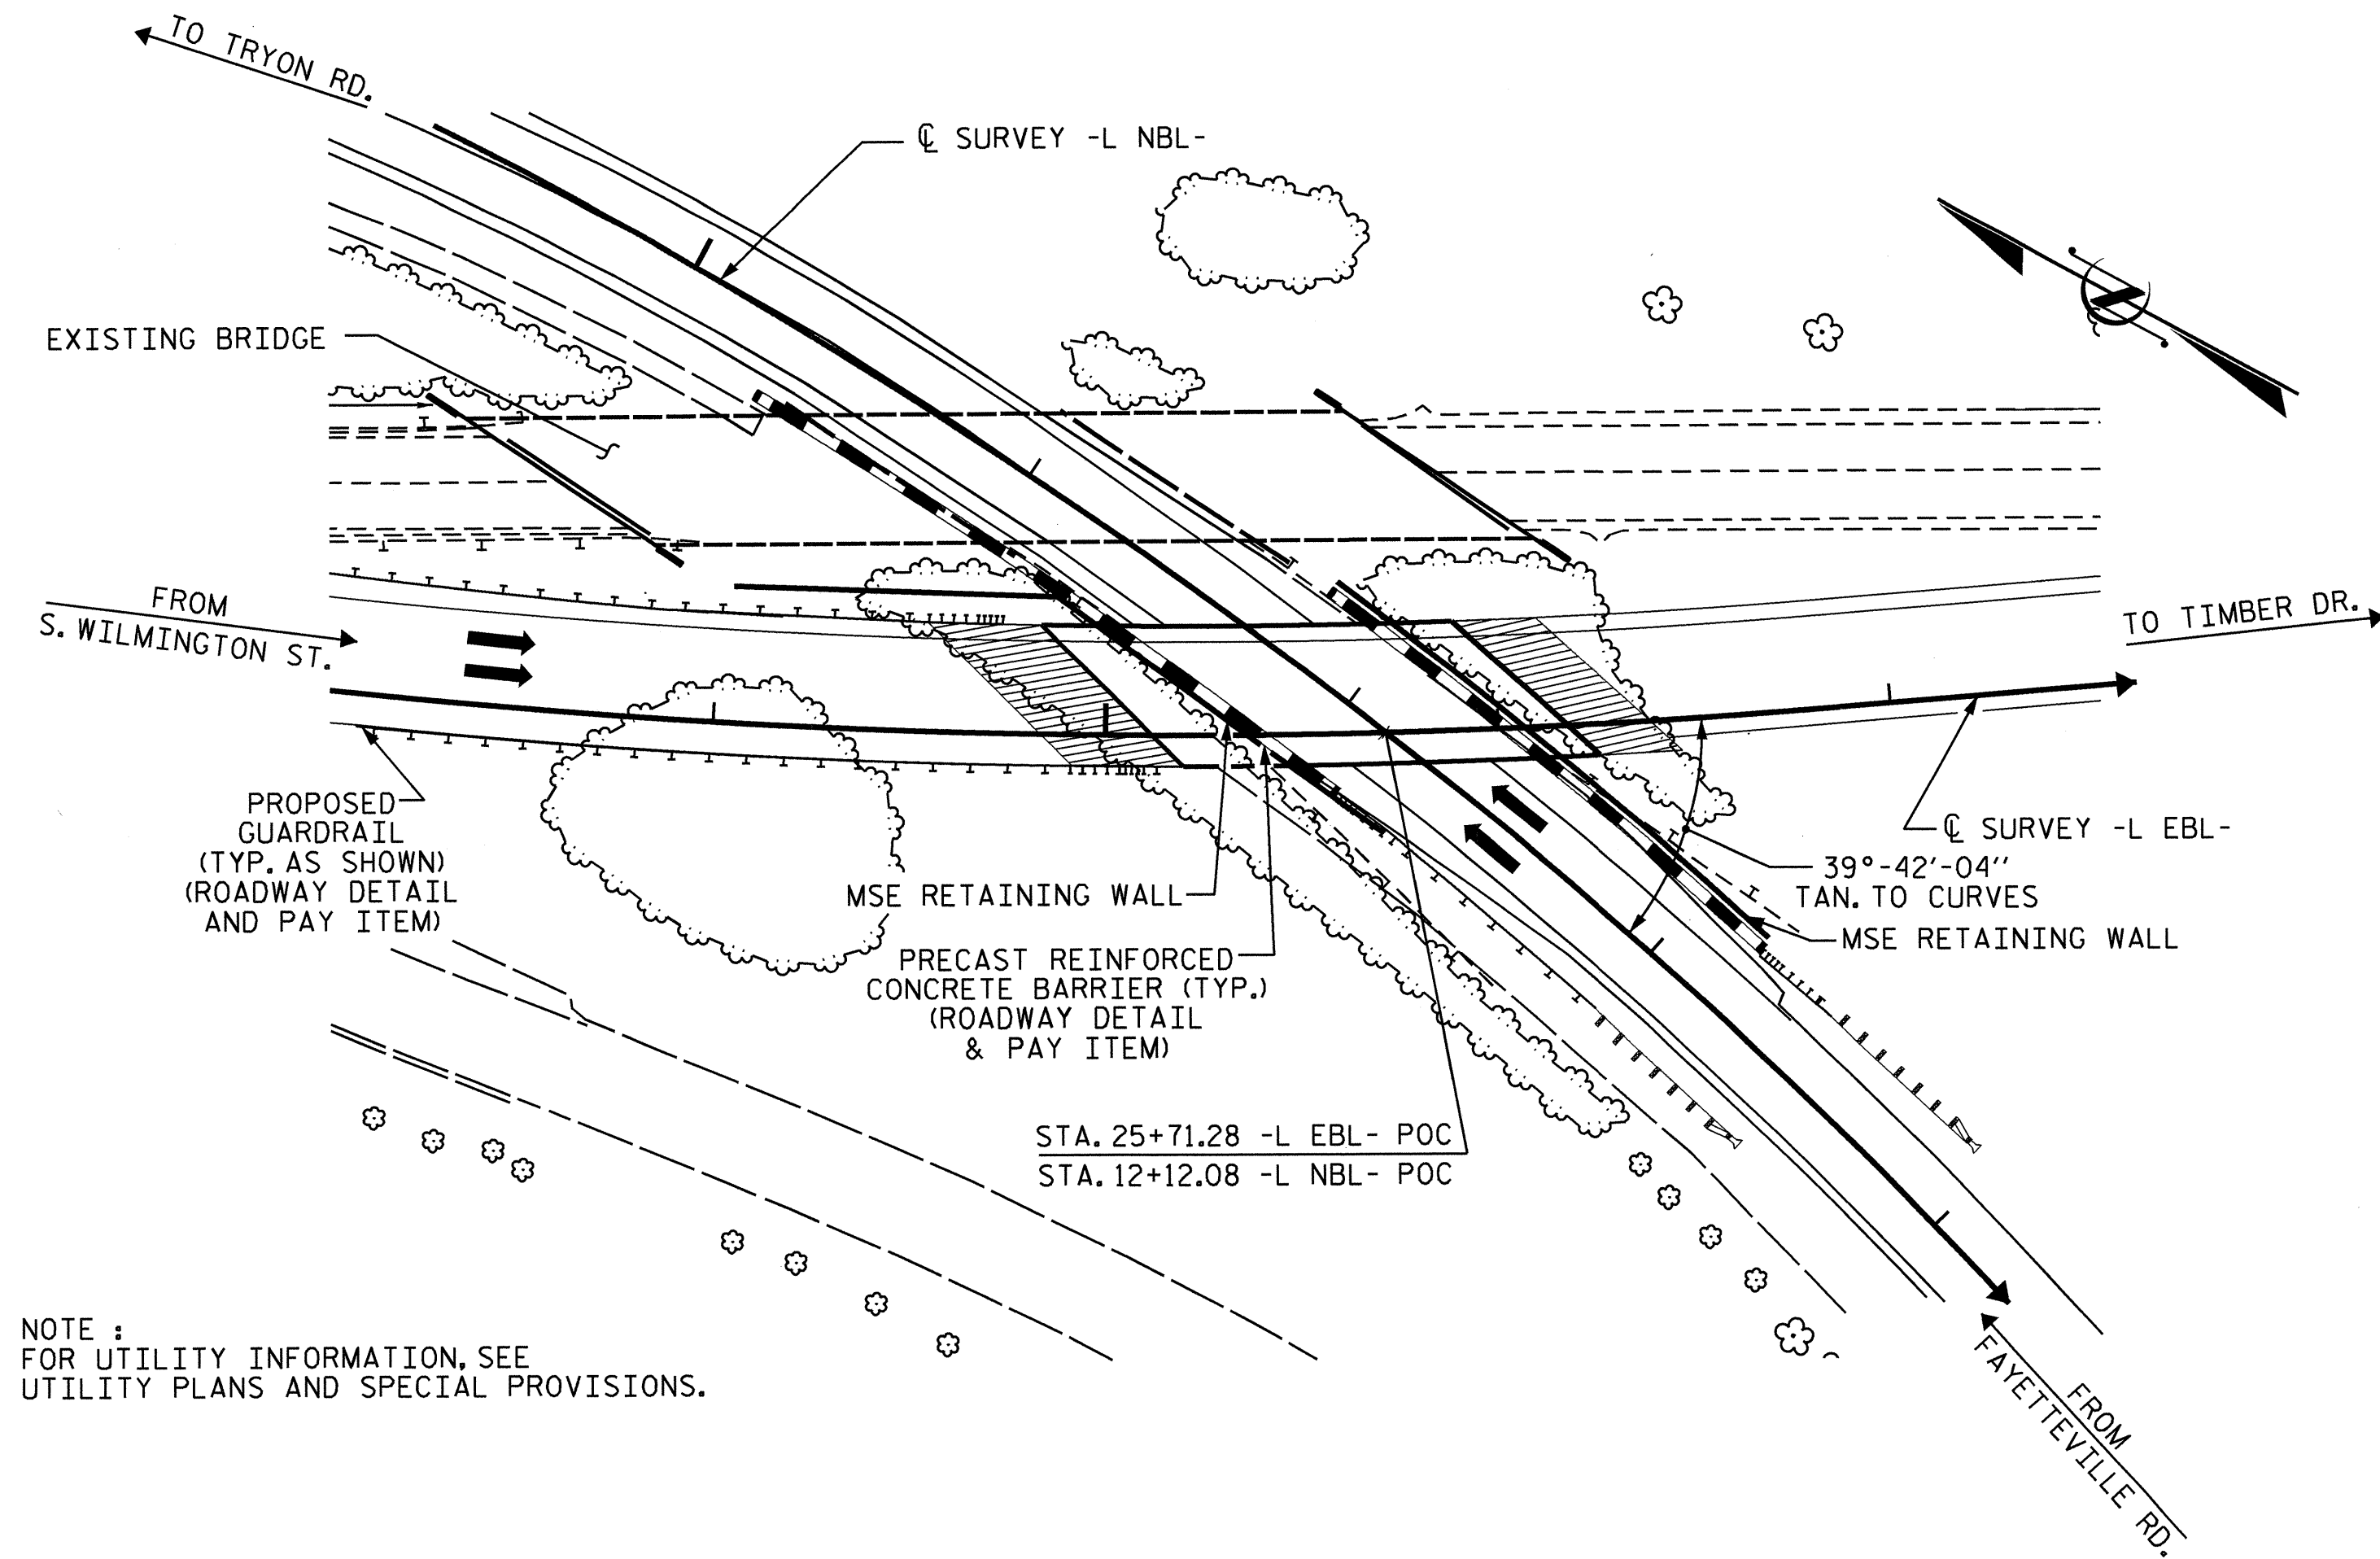 TO TRYON RD.
℄ SURVEY -L NBL-
EXISTING BRIDGE
FROM
S. WILMINGTON ST.
TO TIMBER DR.
PROPOSED
GUARDRAIL
(TYP. AS SHOWN)
(ROADWAY DETAIL
AND PAY ITEM)
MSE RETAINING WALL
PRECAST REINFORCED
CONCRETE BARRIER (TYP.)
(ROADWAY DETAIL
& PAY ITEM)
℄ SURVEY -L EBL-
39°-42'-04"
TAN. TO CURVES
MSE RETAINING WALL
STA. 25+71.28 -L EBL- POC
STA. 12+12.08 -L NBL- POC
FROM
FAYETTEVILLE RD.
NOTE :
FOR UTILITY INFORMATION, SEE
UTILITY PLANS AND SPECIAL PROVISIONS.